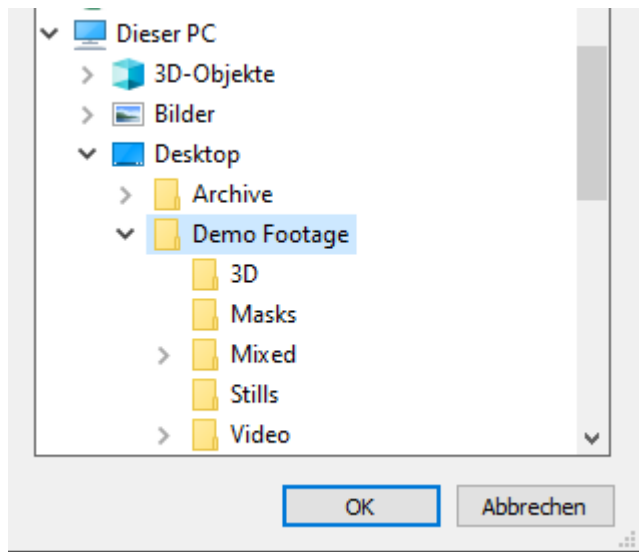 Dieser PC
3D-Objekte
Bilder
Desktop
Archive
Demo Footage
3D
Masks
Mixed
Stills
Video
OK
Abbrechen